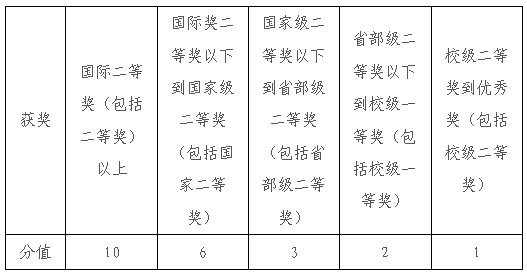 获奖
国际二等
奖（包括
二等奖）
以上
国际奖二
等奖以下
到国家级
二等奖
（包括国
家二等
奖）
国家级二
等奖以下
到省部级
二等奖
（包括省
部级二等
奖）
省部级二
等奖以下
到校级一
等奖（包
括校级一
等奖）
校级二等
奖到优秀
奖（包括
校级二等
奖）
分值
10
6
3
2
1